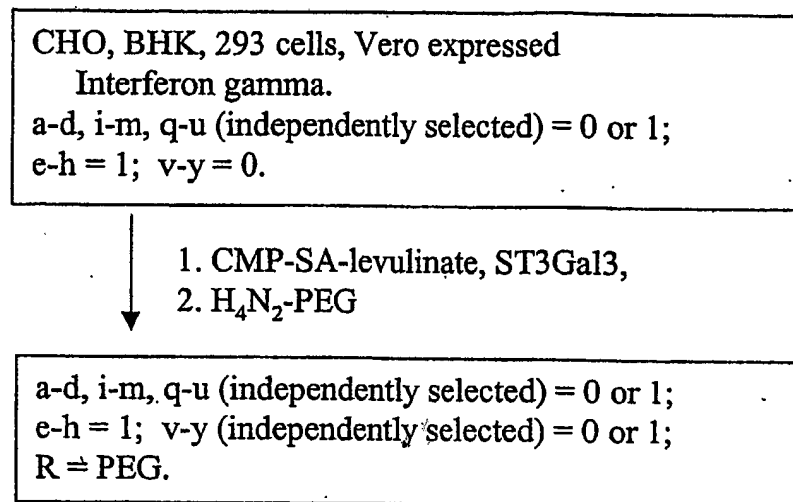 CHO, BHK, 293 cells, Vero expressed
Interferon gamma.
a-d, i-m, q-u (independently selected) = 0 or 1;
e-h = 1; v-y = 0.
1. CMP-SA-levulinate, ST3Gal3,
2. H₄N₂-PEG
a-d, i-m, q-u (independently selected) = 0 or 1;
e-h = 1; v-y (independently selected) = 0 or 1;
R = PEG.